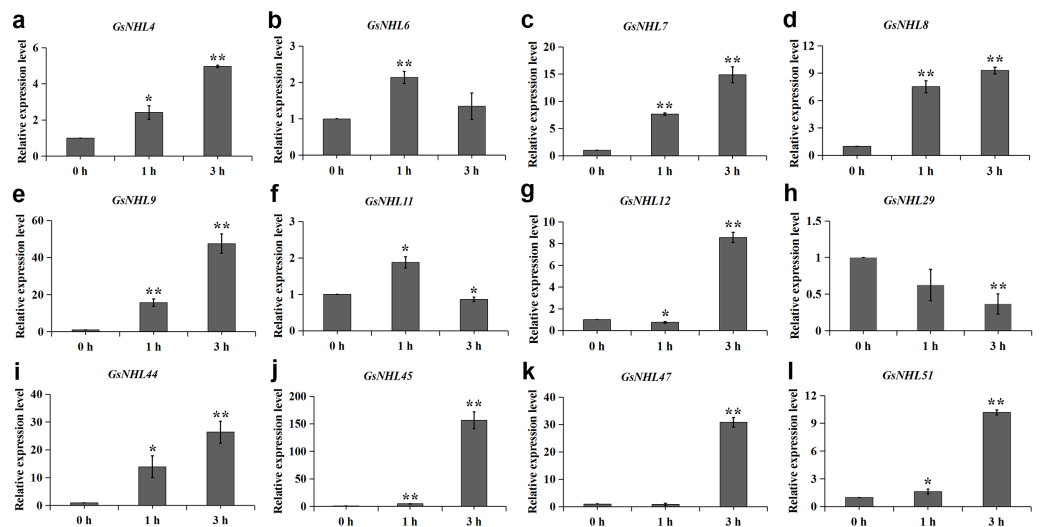 a
GsNHL4
Relative expression level
6
4
2
0
*
**
0 h 1 h 3 h
b
GsNHL6
Relative expression level
3
2
1
0
**
0 h 1 h 3 h
c
GsNHL7
Relative expression level
20
15
10
5
0
**
**
0 h 1 h 3 h
d
GsNHL8
Relative expression level
12
9
6
3
0
**
**
0 h 1 h 3 h
e
GsNHL9
Relative expression level
60
40
20
0
**
**
0 h 1 h 3 h
f
GsNHL11
Relative expression level
3
2
1
0
*
*
0 h 1 h 3 h
g
GsNHL12
Relative expression level
10
8
6
4
2
0
*
**
0 h 1 h 3 h
h
GsNHL29
Relative expression level
1.5
1
0.5
0
**
0 h 1 h 3 h
i
GsNHL44
Relative expression level
40
30
20
10
0
*
**
0 h 1 h 3 h
j
GsNHL45
Relative expression level
200
150
100
50
0
**
**
0 h 1 h 3 h
k
GsNHL47
Relative expression level
40
30
20
10
0
**
0 h 1 h 3 h
l
GsNHL51
Relative expression level
12
9
6
3
0
*
**
0 h 1 h 3 h